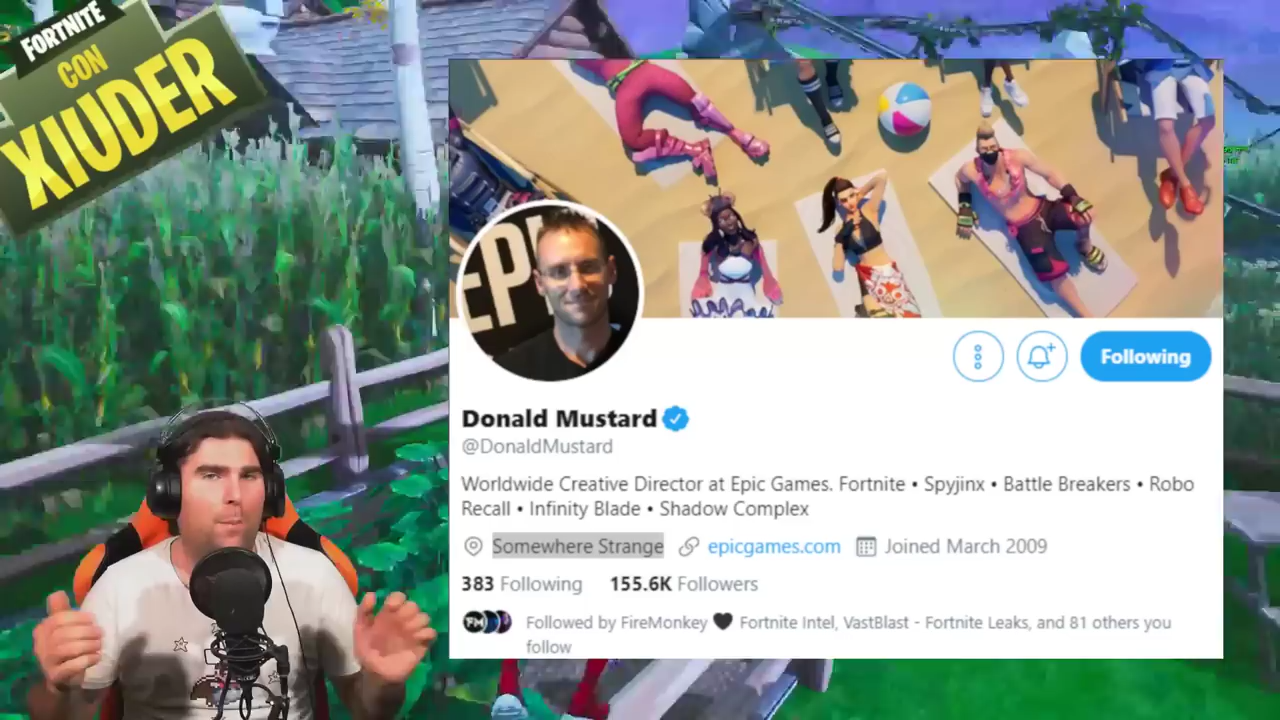 FORTNITE
CON
XIUDER
EPI
Following
Donald Mustard
@DonaldMustard
Worldwide Creative Director at Epic Games. Fortnite • Spyjinx • Battle Breakers • Robo
Recall • Infinity Blade • Shadow Complex
Somewhere Strange epicgames.com Joined March 2009
383 Following 155.6K Followers
FM
Followed by FireMonkey 🖤 Fortnite Intel, VastBlast - Fortnite Leaks, and 81 others you
follow